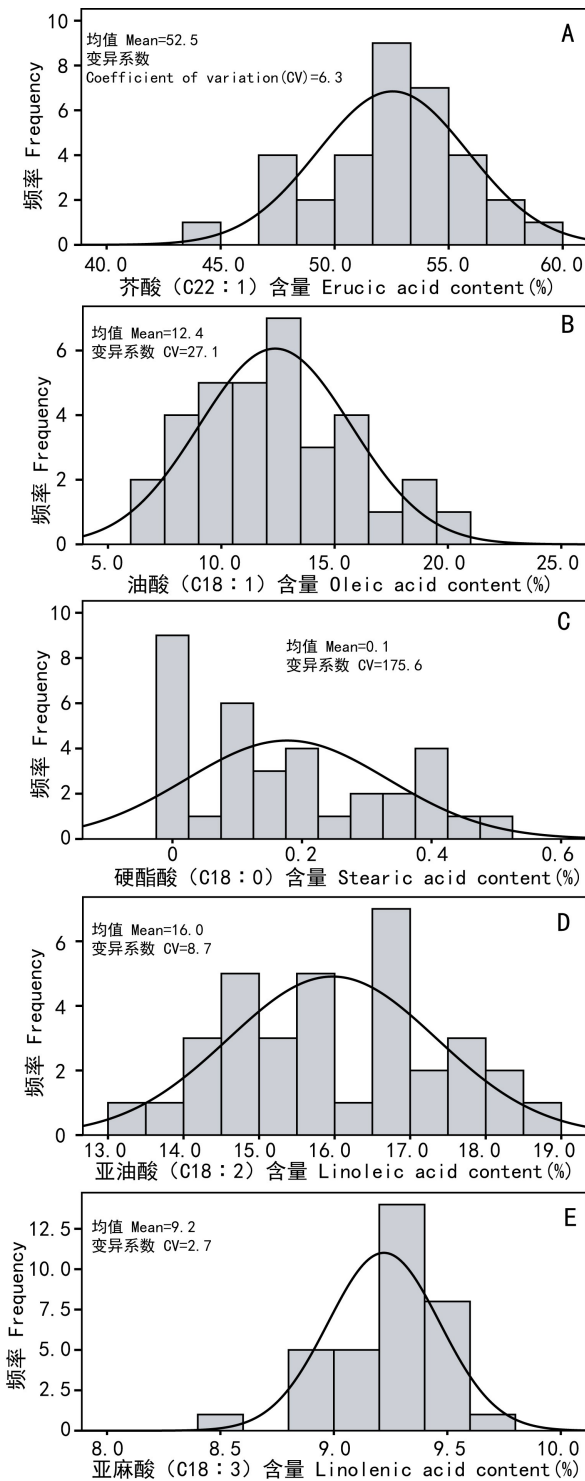 A
均值 Mean=52.5
变异系数
Coefficient of variation(CV)=6.3
频率 Frequency
10
8
6
4
2
0
40.0 45.0 50.0 55.0 60.0
芥酸（C22∶1）含量 Erucic acid content(%)
B
均值 Mean=12.4
变异系数 CV=27.1
频率 Frequency
6
4
2
0
5.0 10.0 15.0 20.0 25.0
油酸（C18∶1）含量 Oleic acid content(%)
C
均值 Mean=0.1
变异系数 CV=175.6
频率 Frequency
10
8
6
4
2
0
0 0.2 0.4 0.6
硬酯酸（C18∶0）含量 Stearic acid content(%)
D
均值 Mean=16.0
变异系数 CV=8.7
频率 Frequency
6
4
2
0
13.0 14.0 15.0 16.0 17.0 18.0 19.0
亚油酸（C18∶2）含量 Linoleic acid content(%)
E
均值 Mean=9.2
变异系数 CV=2.7
频率 Frequency
12.5
10.0
7.5
5.0
2.5
0
8.0 8.5 9.0 9.5 10.0
亚麻酸（C18∶3）含量 Linolenic acid content(%)